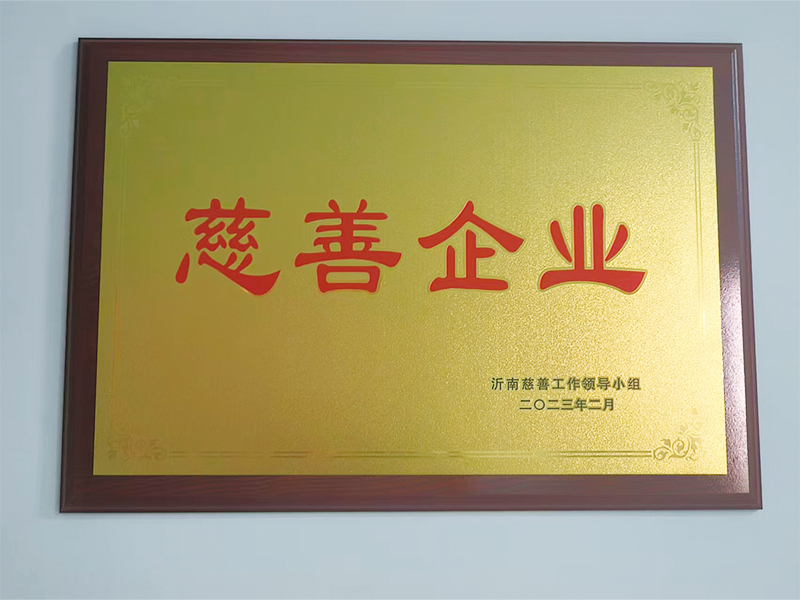 慈善企业
沂南慈善工作领导小组
二〇二三年二月